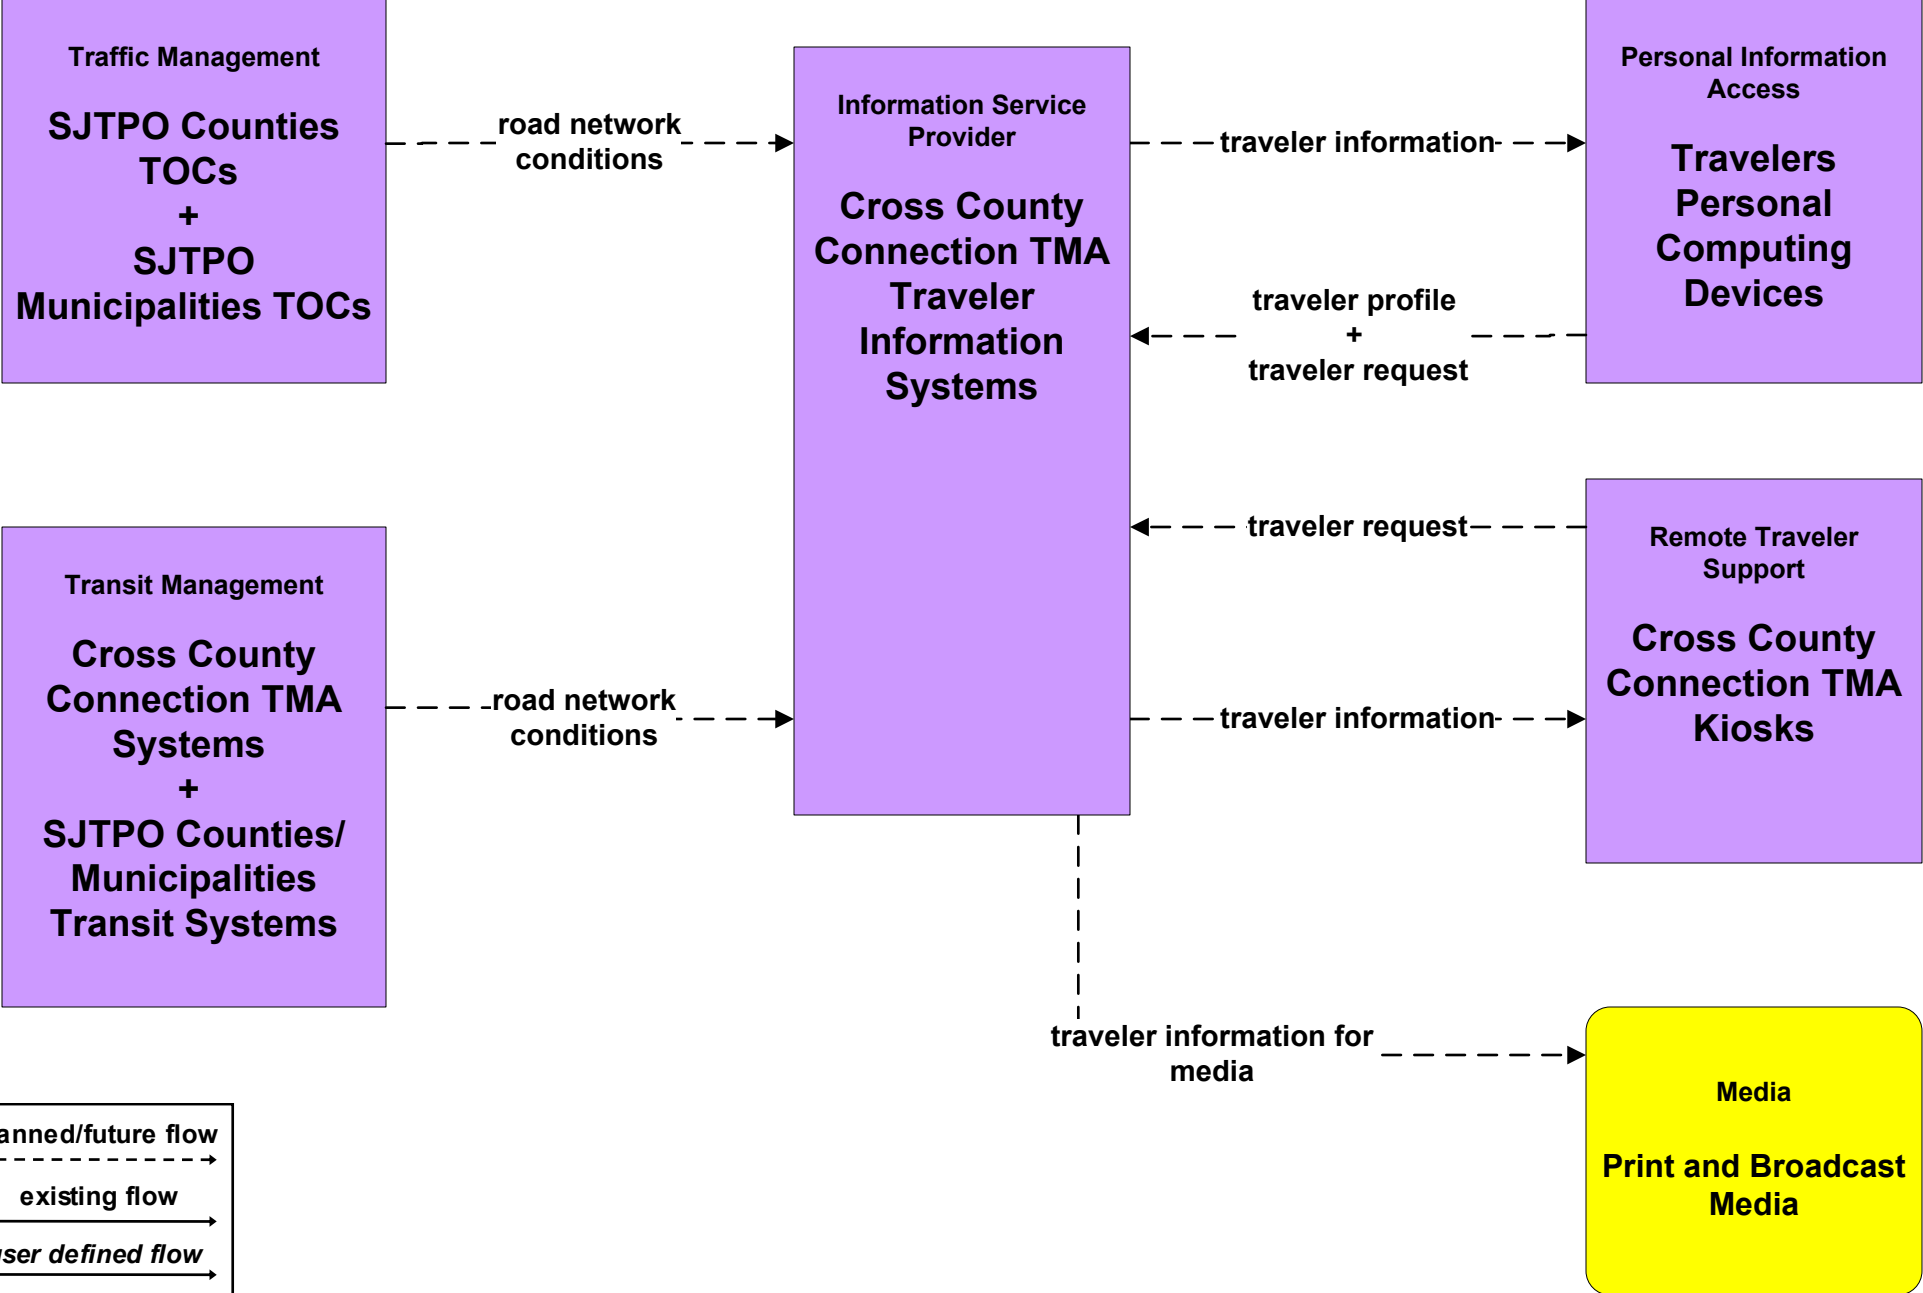 Traffic Management
SJTPO Counties
TOCs
+
SJTPO
Municipalities TOCs
road network
conditions
Information Service
Provider
Cross County
Connection TMA
Traveler
Information
Systems
traveler information
traveler profile
+
traveler request
Personal Information
Access
Travelers
Personal
Computing
Devices
Transit Management
Cross County
Connection TMA
Systems
+
SJTPO Counties/
Municipalities
Transit Systems
road network
conditions
traveler request
traveler information
Remote Traveler
Support
Cross County
Connection TMA
Kiosks
traveler information for
media
Media
Print and Broadcast
Media
anned/future flow
existing flow
ser defined flow